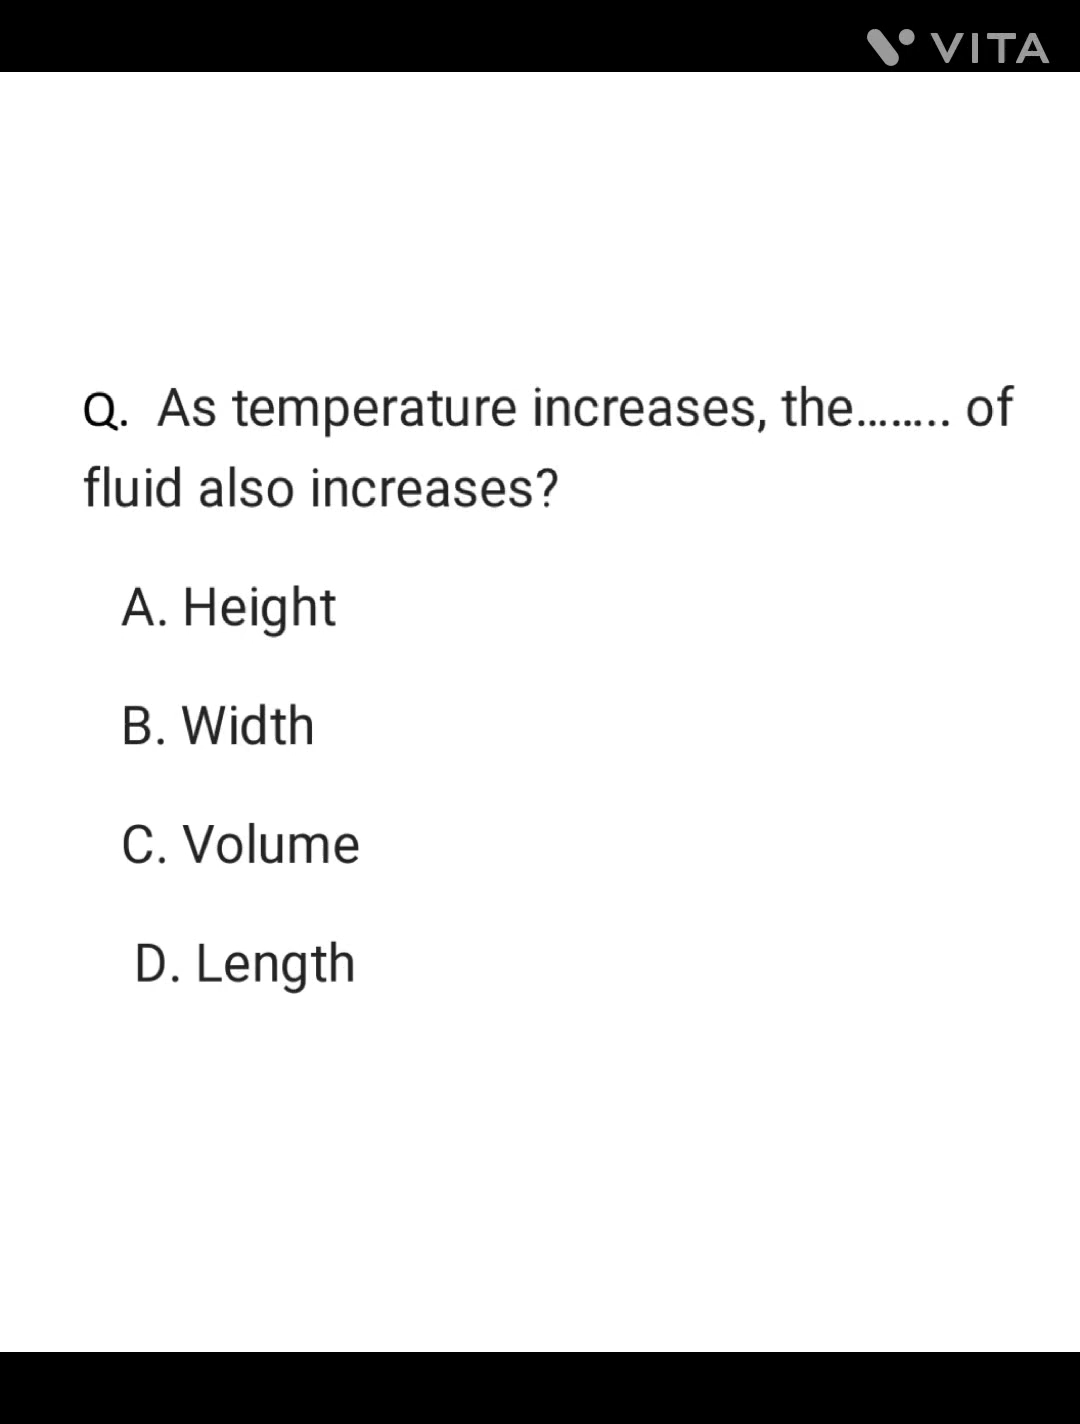 VITA
Q. As temperature increases, the........ of
fluid also increases?
A. Height
B. Width
C. Volume
D. Length